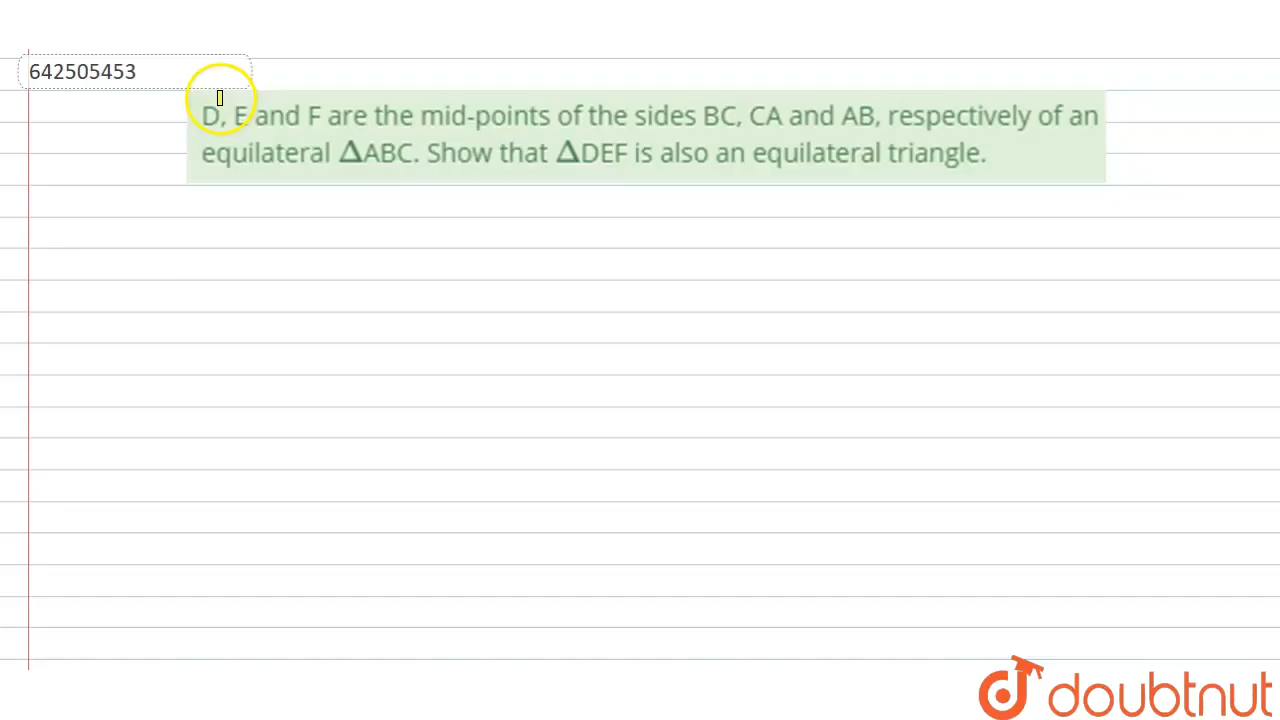 642505453
D, E and F are the mid-points of the sides BC, CA and AB, respectively of an
equilateral ΔABC. Show that ΔDEF is also an equilateral triangle.
doubtnut